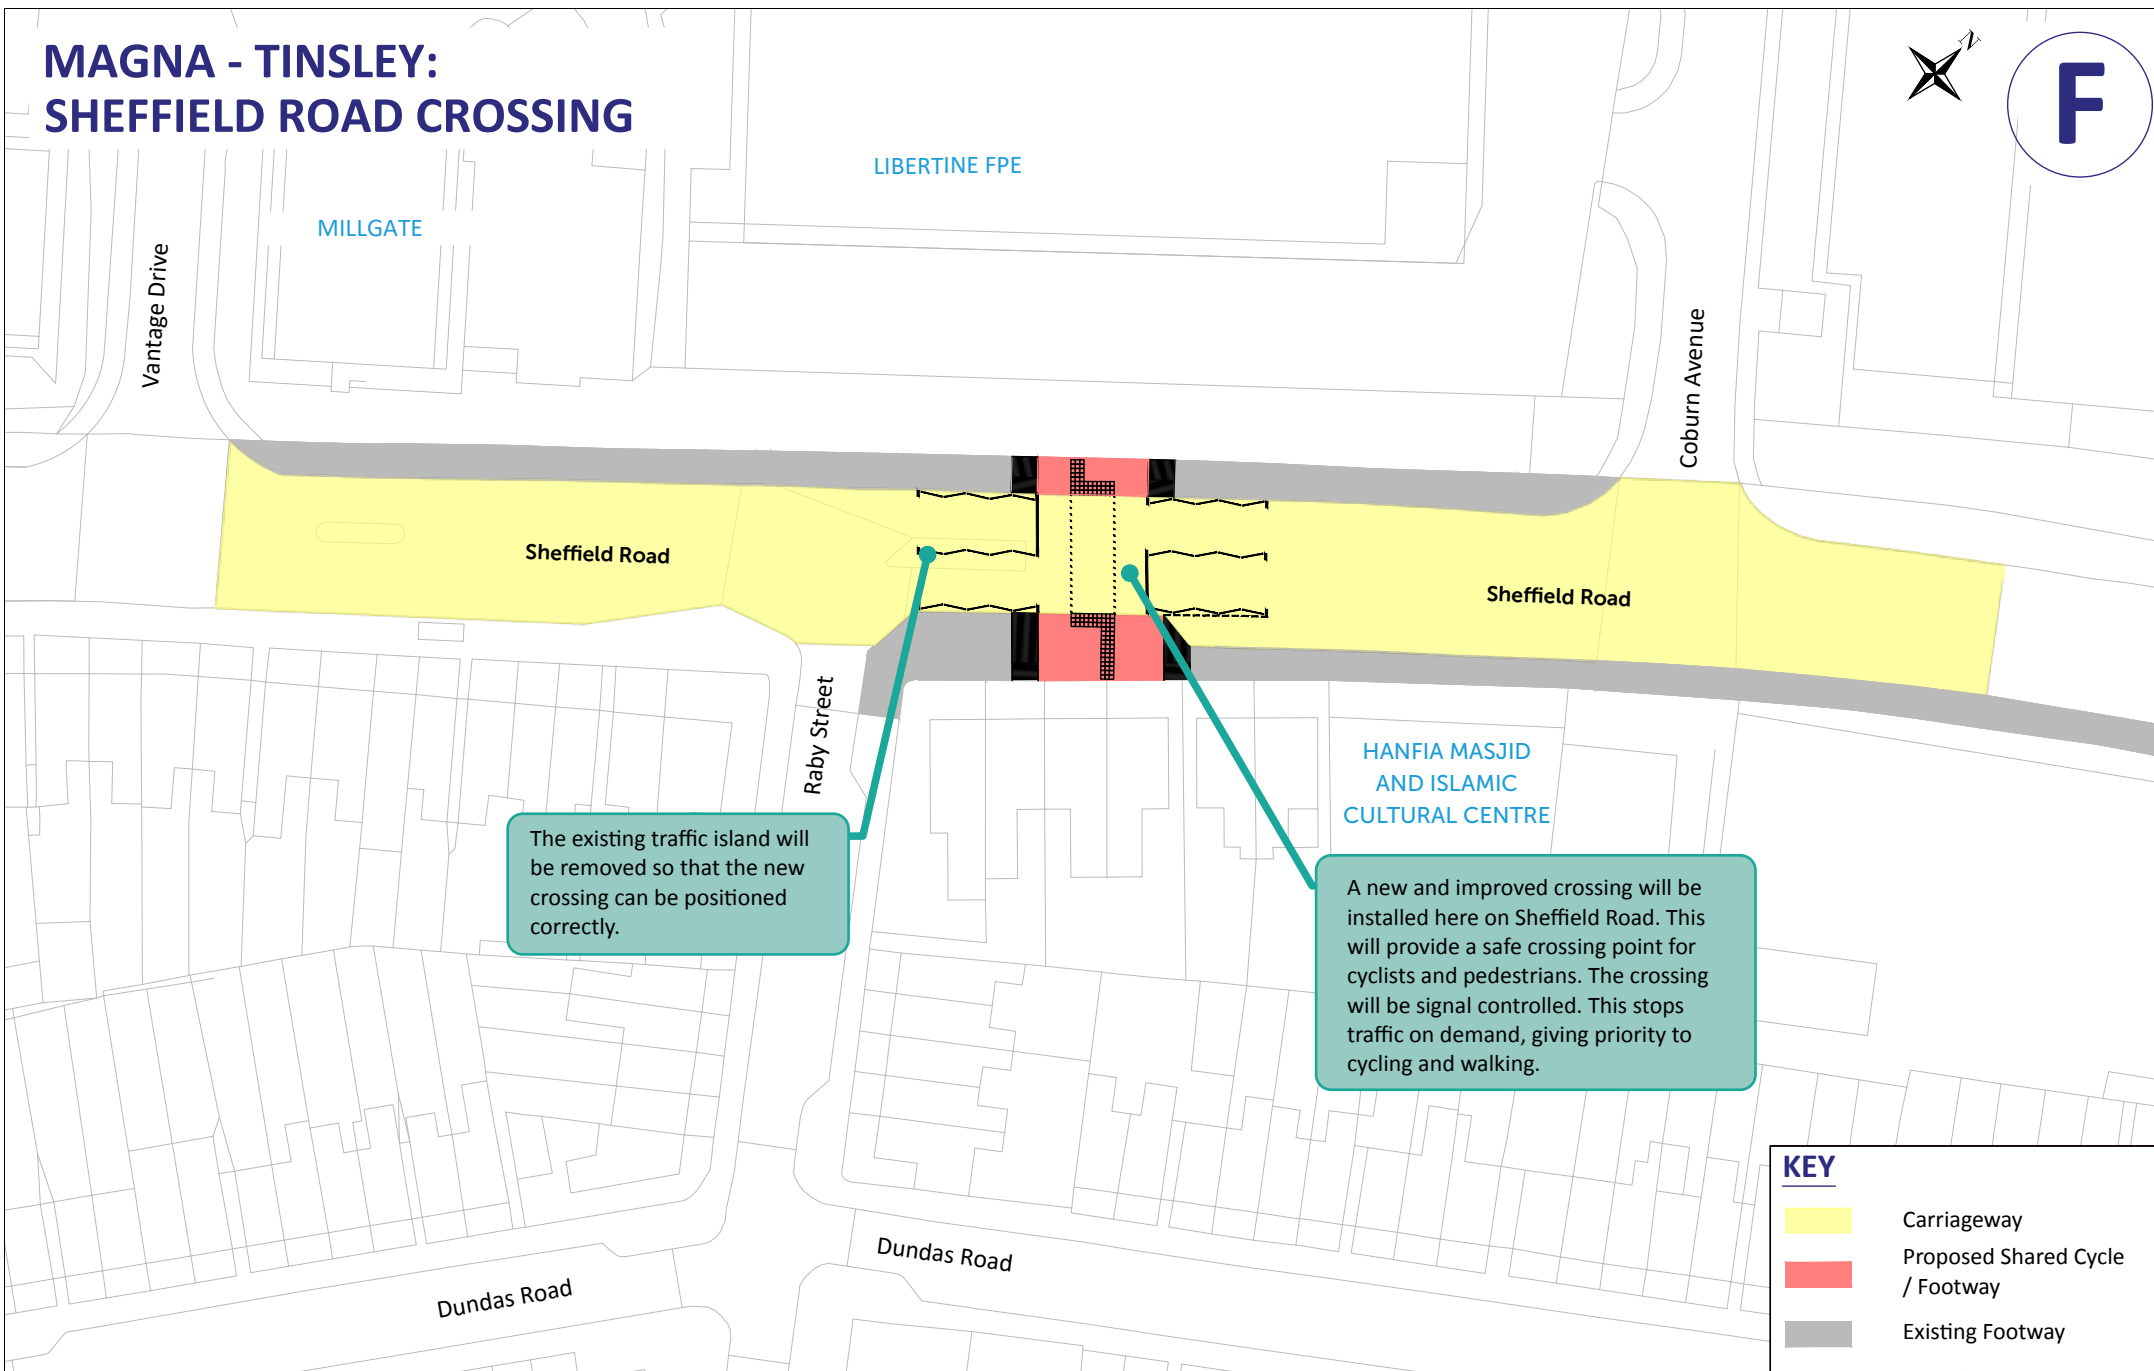 MAGNA - TINSLEY:
SHEFFIELD ROAD CROSSING
N
F
LIBERTINE FPE
MILLGATE
Vantage Drive
Coburn Avenue
Sheffield Road
Sheffield Road
Raby Street
HANFIA MASJID
AND ISLAMIC
CULTURAL CENTRE
The existing traffic island will
be removed so that the new
crossing can be positioned
correctly.
A new and improved crossing will be
installed here on Sheffield Road. This
will provide a safe crossing point for
cyclists and pedestrians. The crossing
will be signal controlled. This stops
traffic on demand, giving priority to
cycling and walking.
Dundas Road
Dundas Road
KEY
Carriageway
Proposed Shared Cycle
/ Footway
Existing Footway